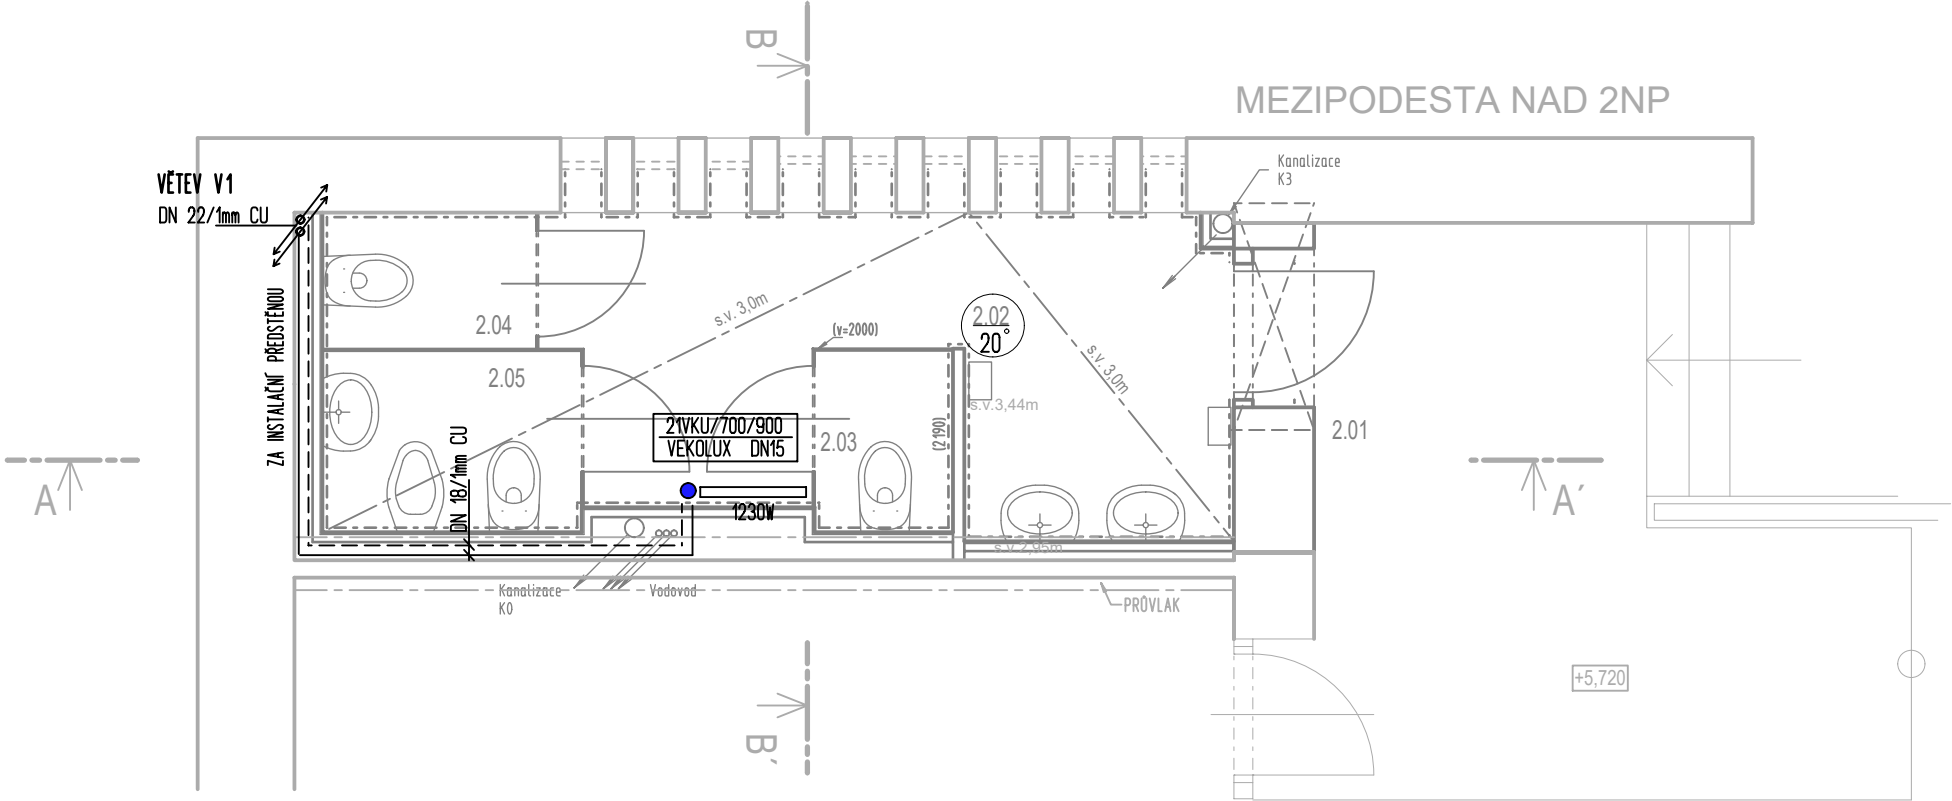 B
MEZIPODESTA NAD 2NP
Kanalizace
K3
VĚTEV V1
DN 22/1mm CU
ZA INSTALAČNÍ PŘEDSTĚNOU
2.04
s.v. 3,0m
(v=2000)
2.02
20°
s.v. 3,0m
2.05
s.v.3,44m
21VKU/700/900
VEKOLUX DN15
2.03
(2190)
2.01
DN 18/1mm CU
A
A´
1230W
s.v.2,95m
Kanalizace
K0
Vodovod
PRŮVLAK
+5,720
B´